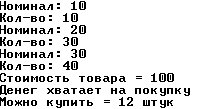 Номинал: 10
Кол-во: 10
Номинал: 20
Кол-во: 30
Номинал: 30
Кол-во: 40
Стоимость товара = 100
Денег хватает на покупку
Можно купить = 12 штук